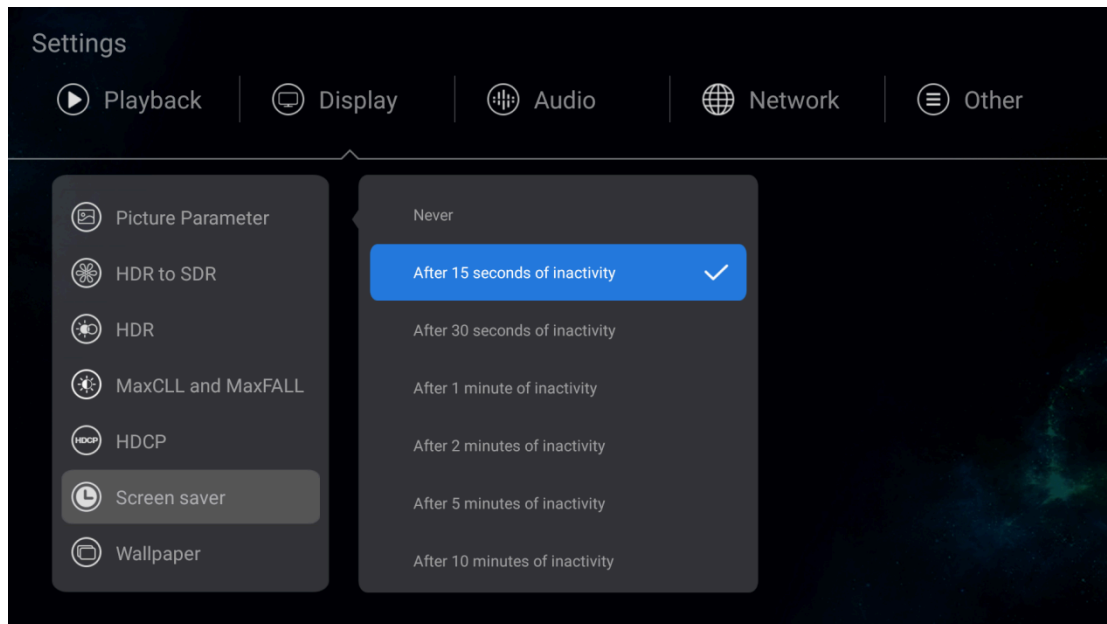 Settings
Playback
Display
Audio
Network
Other
Picture Parameter
HDR to SDR
HDR
MaxCLL and MaxFALL
HDCP HDCP
Screen saver
Wallpaper
Never
After 15 seconds of inactivity
After 30 seconds of inactivity
After 1 minute of inactivity
After 2 minutes of inactivity
After 5 minutes of inactivity
After 10 minutes of inactivity